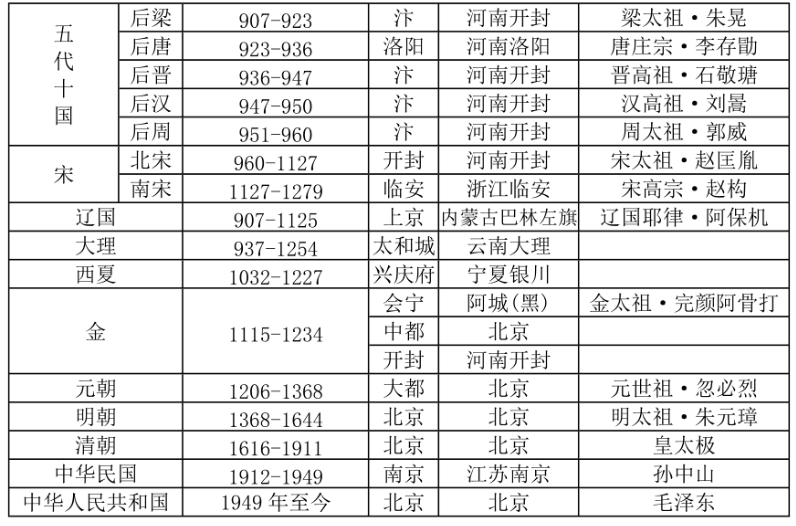 五代十国 后梁 907-923 汴 河南开封 梁太祖·朱晃
后唐 923-936 洛阳 河南洛阳 唐庄宗·李存勖
后晋 936-947 汴 河南开封 晋高祖·石敬瑭
后汉 947-950 汴 河南开封 汉高祖·刘暠
后周 951-960 汴 河南开封 周太祖·郭威
宋 北宋 960-1127 开封 河南开封 宋太祖·赵匡胤
南宋 1127-1279 临安 浙江临安 宋高宗·赵构
辽国 907-1125 上京 内蒙古巴林左旗 辽国耶律·阿保机
大理 937-1254 太和城 云南大理
西夏 1032-1227 兴庆府 宁夏银川
金 1115-1234 会宁 阿城(黑) 金太祖·完颜阿骨打
中都 北京
开封 河南开封
元朝 1206-1368 大都 北京 元世祖·忽必烈
明朝 1368-1644 北京 北京 明太祖·朱元璋
清朝 1616-1911 北京 北京 皇太极
中华民国 1912-1949 南京 江苏南京 孙中山
中华人民共和国 1949年至今 北京 北京 毛泽东